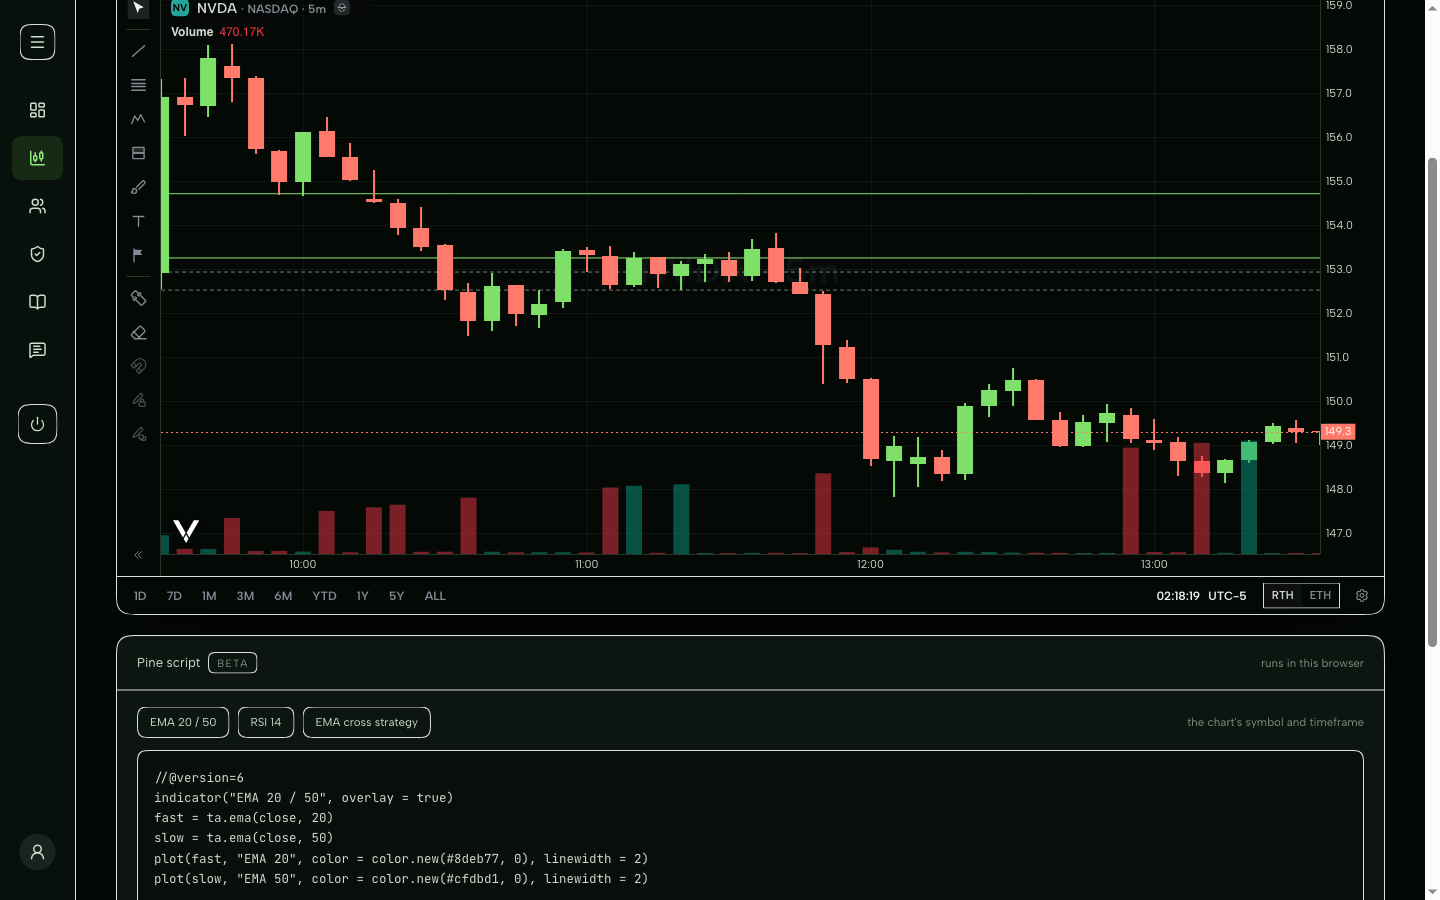 NV NVDA · NASDAQ · 5m
Volume 470.17K
159.0
158.0
157.0
156.0
155.0
154.0
153.0
152.0
151.0
150.0
149.3
149.0
148.0
147.0
10:00 11:00 12:00 13:00
1D 7D 1M 3M 6M YTD 1Y 5Y ALL 02:18:19 UTC-5 RTH ETH
Pine script BETA runs in this browser
EMA 20 / 50 RSI 14 EMA cross strategy the chart's symbol and timeframe
//@version=6
indicator("EMA 20 / 50", overlay = true)
fast = ta.ema(close, 20)
slow = ta.ema(close, 50)
plot(fast, "EMA 20", color = color.new(#8deb77, 0), linewidth = 2)
plot(slow, "EMA 50", color = color.new(#cfdbd1, 0), linewidth = 2)